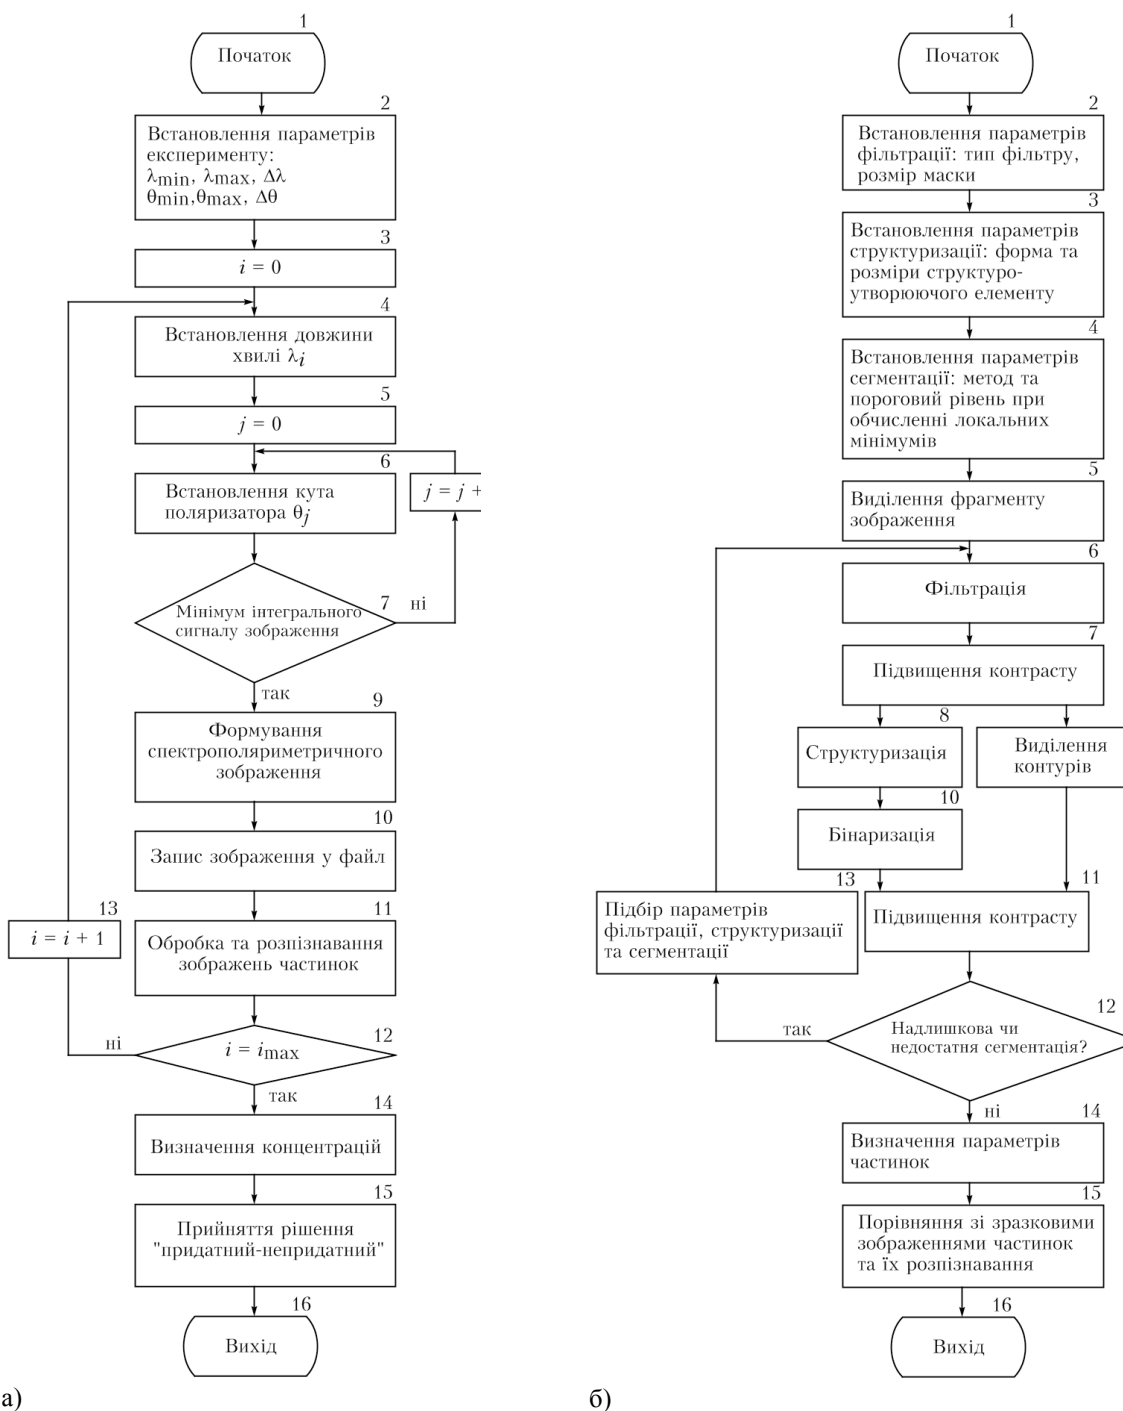 1
Початок
2
Встановлення параметрів
експерименту:
λmin, λmax, Δλ
θmin,θmax, Δθ
3
i = 0
4
Встановлення довжини
хвилі λi
5
j = 0
6
Встановлення кута
поляризатора θj
j = j +
7
ні
Мінімум інтегрального
сигналу зображення
так
9
Формування
спектрополяриметричного
зображення
10
Запис зображення у файл
11
Обробка та розпізнавання
зображень частинок
13
i = i + 1
12
ні
i = imax
так
14
Визначення концентрацій
15
Прийняття рішення
"придатний-непридатний"
16
Вихід
а)
1
Початок
2
Встановлення параметрів
фільтрації: тип фільтру,
розмір маски
3
Встановлення параметрів
структуризації: форма та
розміри структуро-
утворюючого елементу
4
Встановлення параметрів
сегментації: метод та
пороговий рівень при
обчисленні локальних
мінімумів
5
Виділення фрагменту
зображення
6
Фільтрація
7
Підвищення контрасту
8
Структуризація
Виділення
контурів
10
Бінаризація
13
Підбір параметрів
фільтрації, структуризації
та сегментації
11
Підвищення контрасту
12
так
Надлишкова чи
недостатня сегментація?
ні
14
Визначення параметрів
частинок
15
Порівняння зі зразковими
зображеннями частинок
та їх розпізнавання
16
Вихід
б)